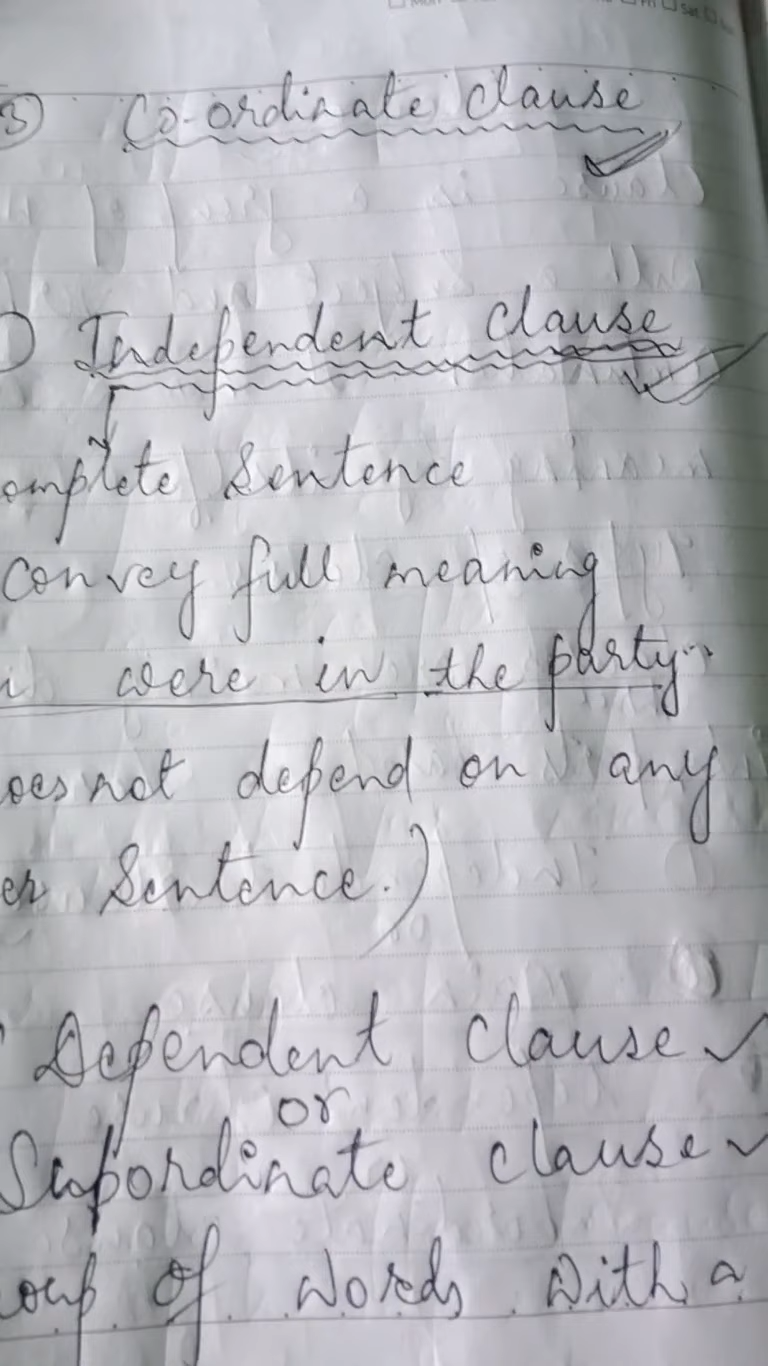 3) Co-ordinate clause
) Independent clause
omplete Sentence
convey full meaning
i were in the party.
oes not depend on any
er Sentence.)
Dependent clause
or
Subordinate clause
oup of words with a